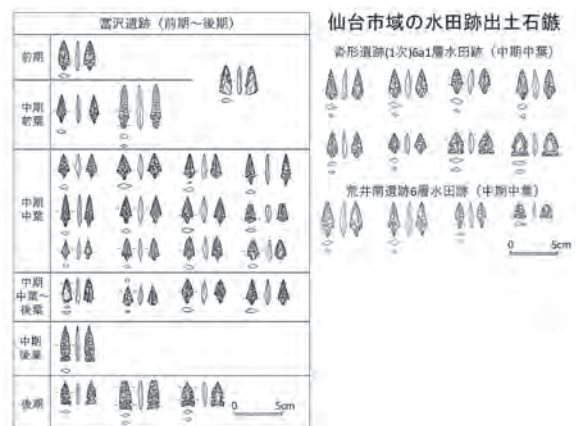 富沢遺跡（前期～後期）
前期
中期
前葉
中期
中葉
中期
中葉～
後葉
中期
後葉
後期
0 5cm
仙台市域の水田跡出土石鏃
沓形遺跡(1次)6a1層水田跡（中期中葉）
荒井南遺跡6層水田跡（中期中葉）
0 5cm